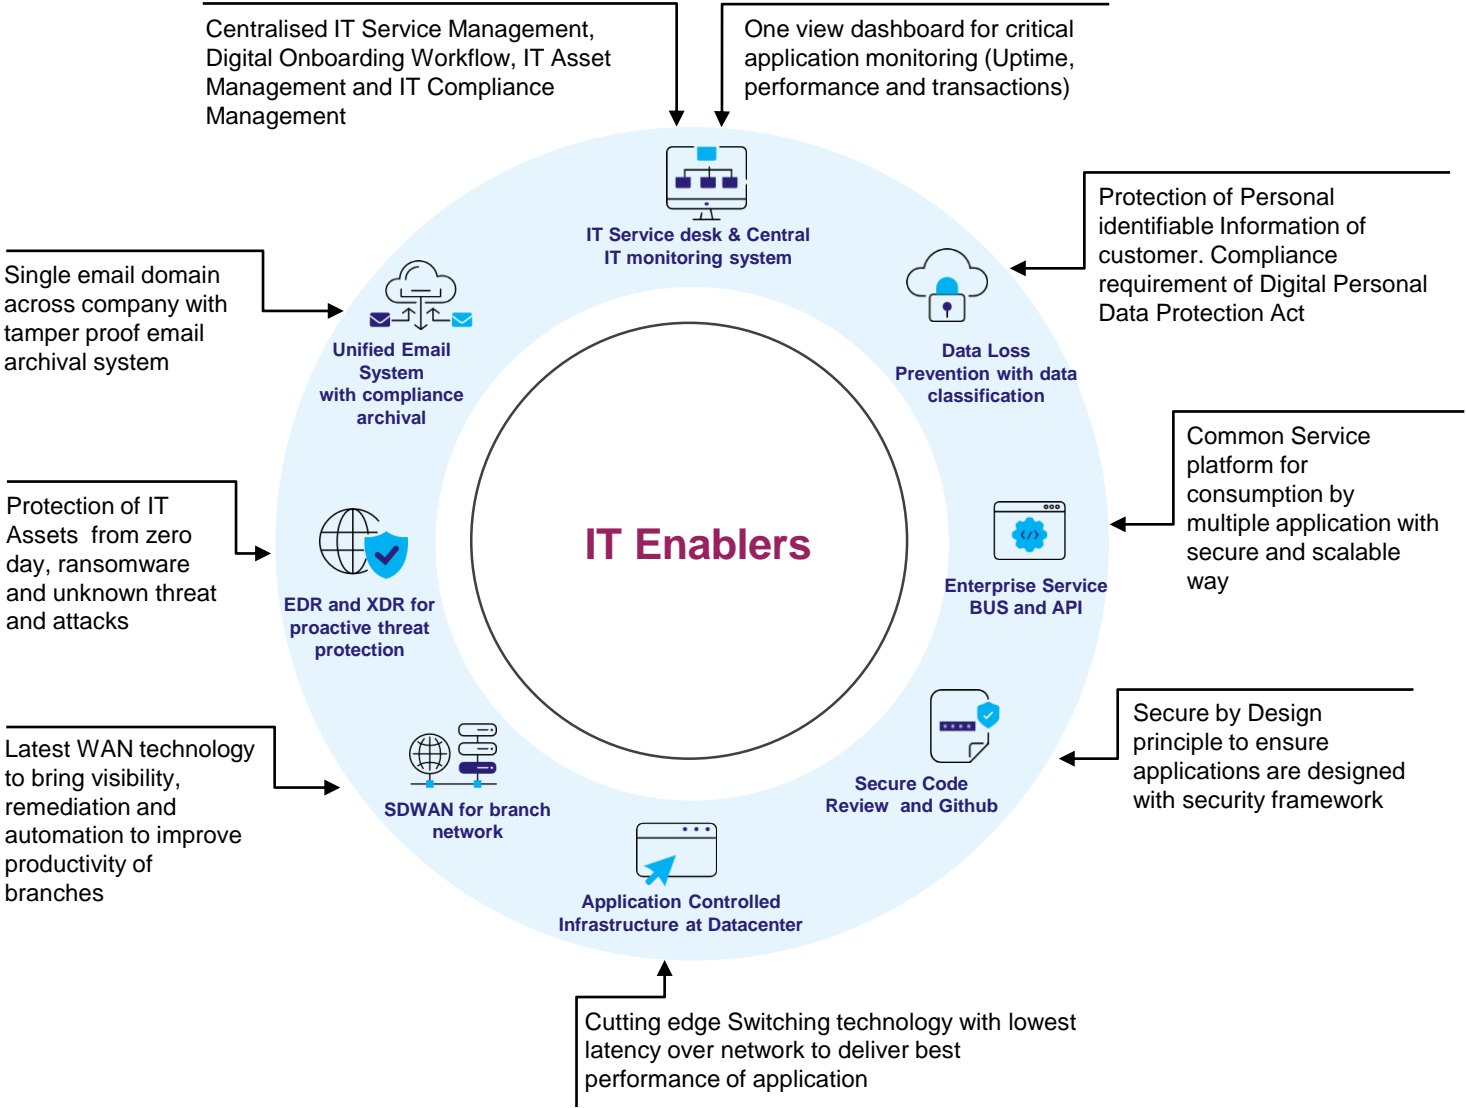 Centralised IT Service Management,
Digital Onboarding Workflow, IT Asset
Management and IT Compliance
Management
One view dashboard for critical
application monitoring (Uptime,
performance and transactions)
IT Service desk & Central
IT monitoring system
Protection of Personal
identifiable Information of
customer. Compliance
requirement of Digital Personal
Data Protection Act
Data Loss
Prevention with data
classification
Single email domain
across company with
tamper proof email
archival system
Unified Email
System
with compliance
archival
Common Service
platform for
consumption by
multiple application with
secure and scalable
way
Enterprise Service
BUS and API
IT Enablers
Protection of IT
Assets from zero
day, ransomware
and unknown threat
and attacks
EDR and XDR for
proactive threat
protection
Secure by Design
principle to ensure
applications are designed
with security framework
Secure Code
Review and Github
Latest WAN technology
to bring visibility,
remediation and
automation to improve
productivity of
branches
SDWAN for branch
network
Application Controlled
Infrastructure at Datacenter
Cutting edge Switching technology with lowest
latency over network to deliver best
performance of application